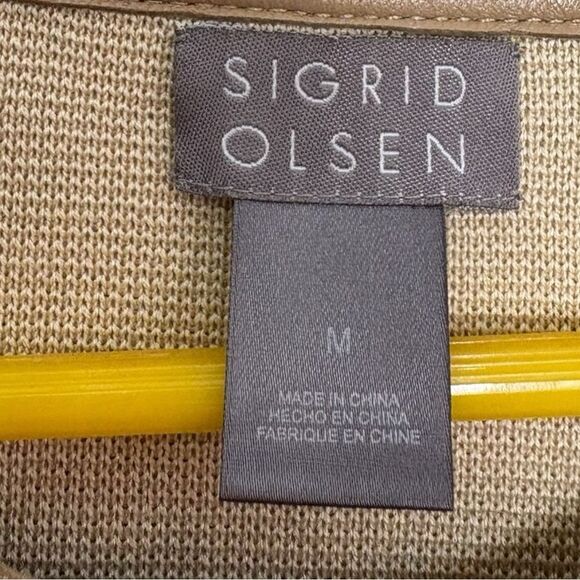 SIGRID
OLSEN
M
MADE IN CHINA
HECHO EN CHINA
FABRIQUE EN CHINE